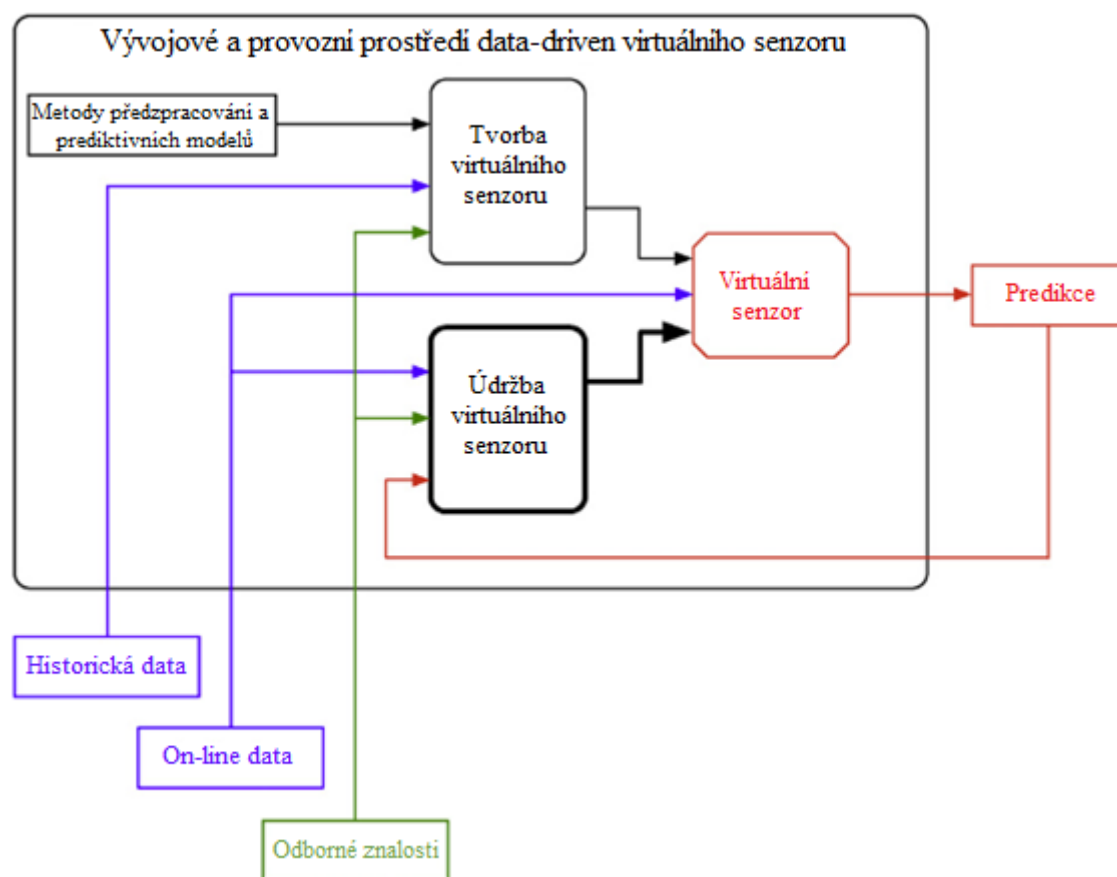 Vývojové a provozní prostředí data-driven virtuálního senzoru
Metody předzpracování a
prediktivních modelů
Tvorba
virtuálního
senzoru
Virtuální
senzor
Predikce
Údržba
virtuálního
senzoru
Historická data
On-line data
Odborné znalosti